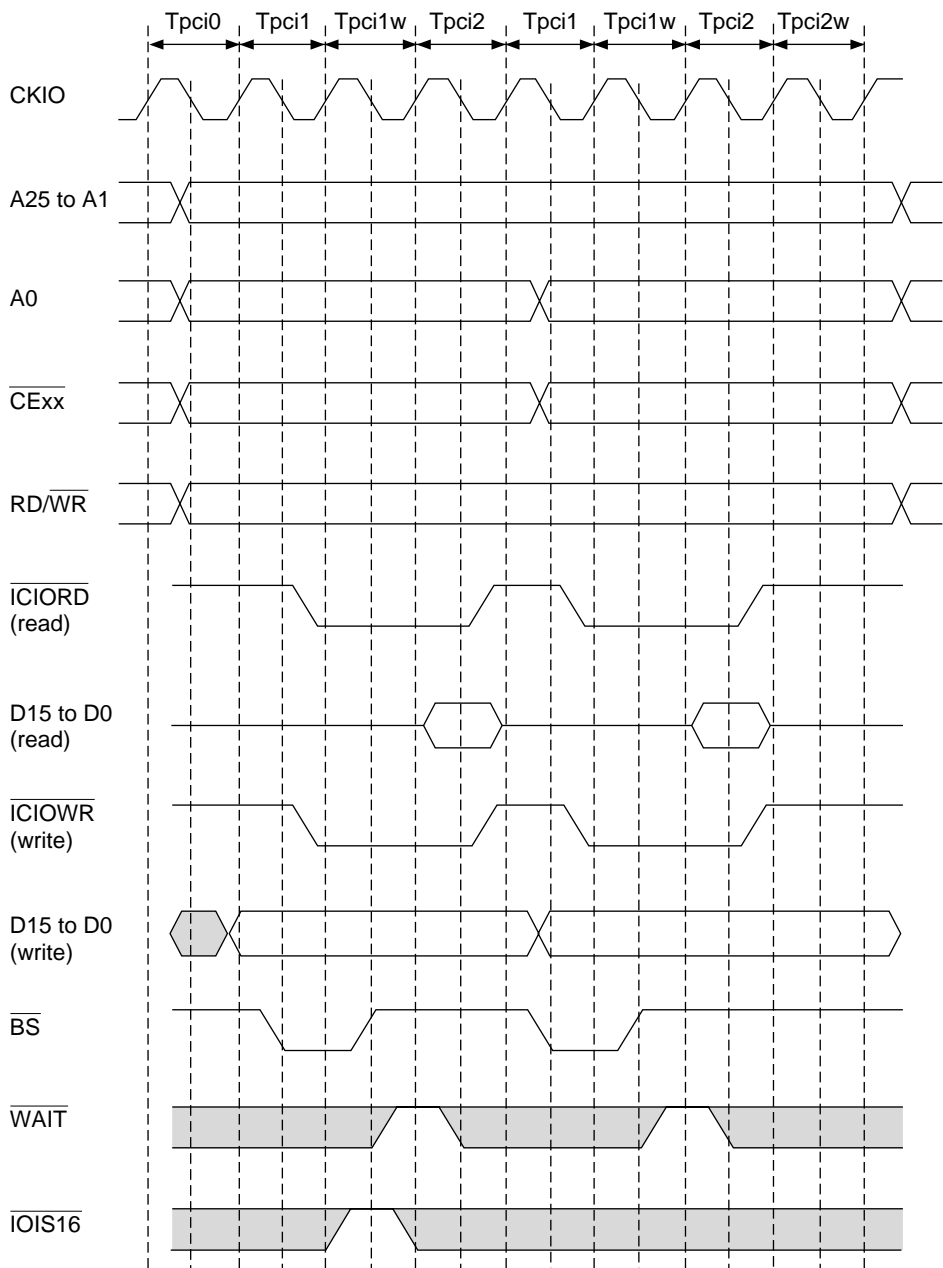 Tpci0 Tpci1 Tpci1w Tpci2 Tpci1 Tpci1w Tpci2 Tpci2w
CKIO
A25 to A1
A0
CExx
RD/WR
ICIORD
(read)
D15 to D0
(read)
ICIOWR
(write)
D15 to D0
(write)
BS
WAIT
IOIS16